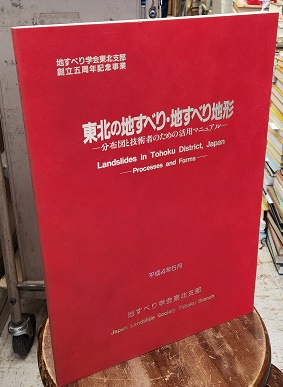 地すべり学会東北支部
創立五周年記念事業
東北の地すべり・地すべり地形
―分布図と技術者のための活用マニュアル―
Landslides in Tohoku District, Japan
―Processes and Forms―
平成4年5月
地すべり学会東北支部
Japan Landslide Society Tohoku Branch